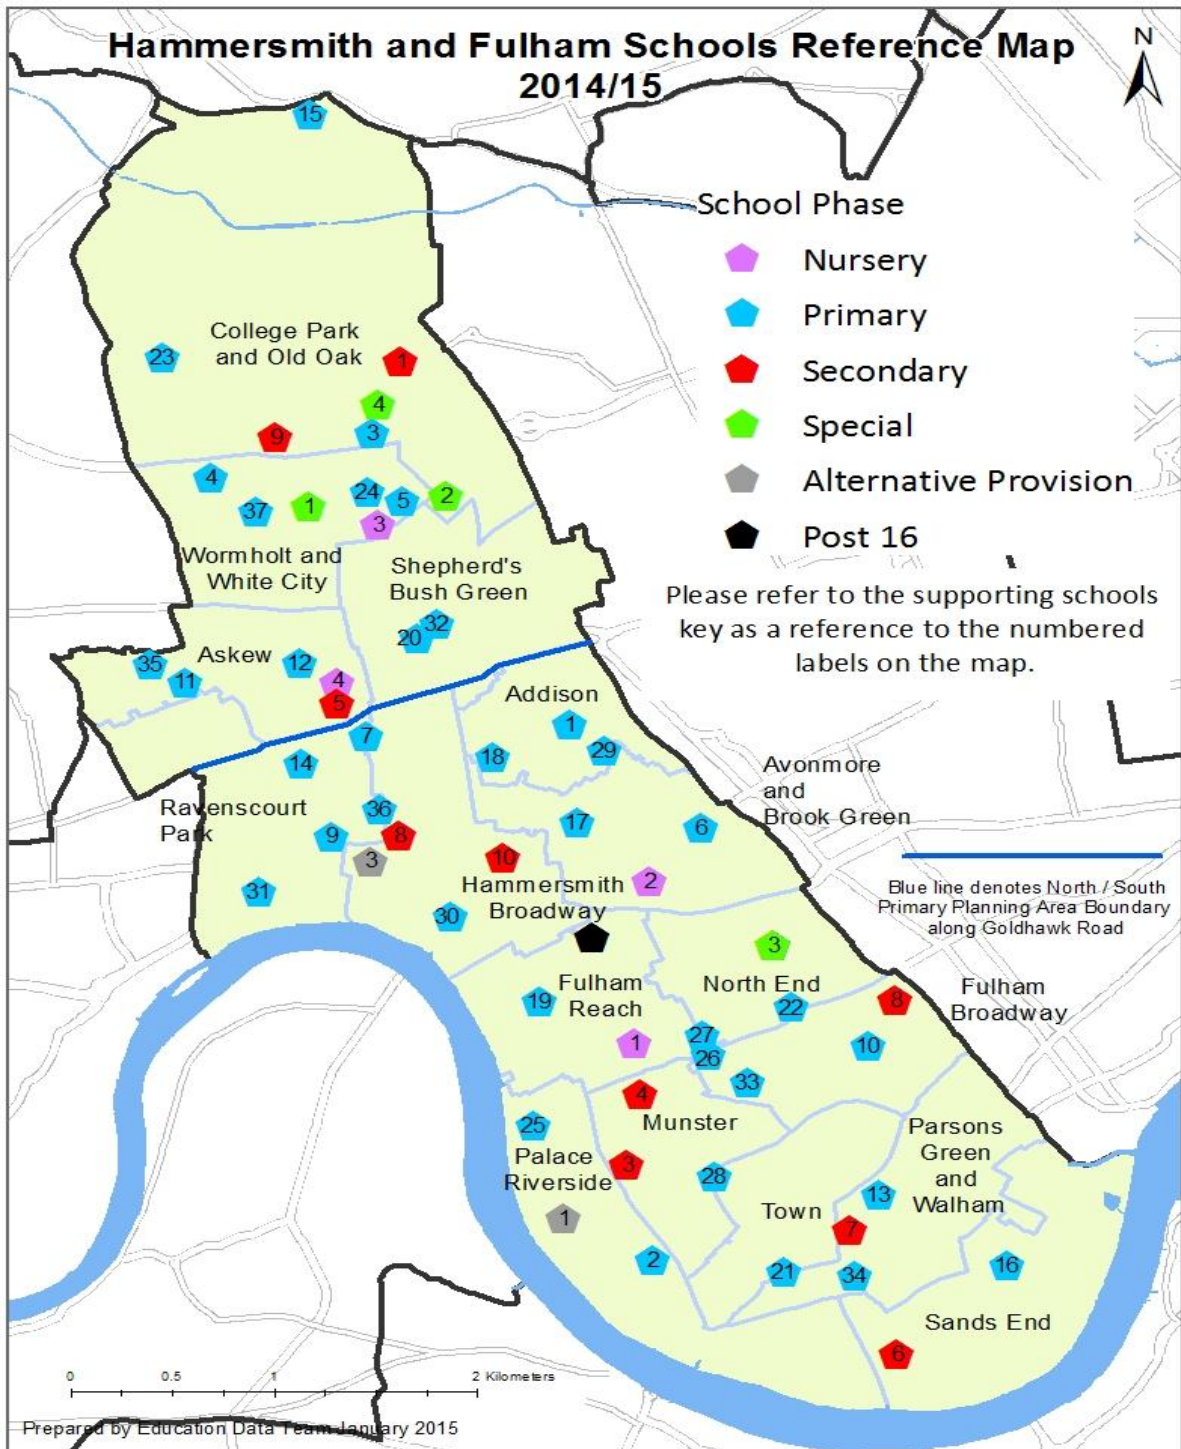 Hammersmith and Fulham Schools Reference Map
2014/15
N
15
School Phase
Nursery
Primary
Secondary
Special
Alternative Provision
Post 16
Please refer to the supporting schools
key as a reference to the numbered
labels on the map.
College Park
and Old Oak
23
1
4
3
9
4
37
1
24
5
2
3
Wormholt and
White City
Shepherd's
Bush Green
32
20
Askew
35
11
12
4
5
Addison
1
29
18
7
14
Avonmore
and
Brook Green
Ravenscourt
Park
36
9
8
3
31
17
6
10
2
Hammersmith
Broadway
30
Blue line denotes North / South
Primary Planning Area Boundary
along Goldhawk Road
3
North End
Fulham
Reach
19
22
8
Fulham
Broadway
1
27
26
10
33
4
Munster
25
Palace
Riverside
3
28
1
2
Parsons
Green
and
Walham
13
Town
7
21
34
16
Sands End
6
0 0.5 1 2 Kilometers
Prepared by Education Data Team January 2015